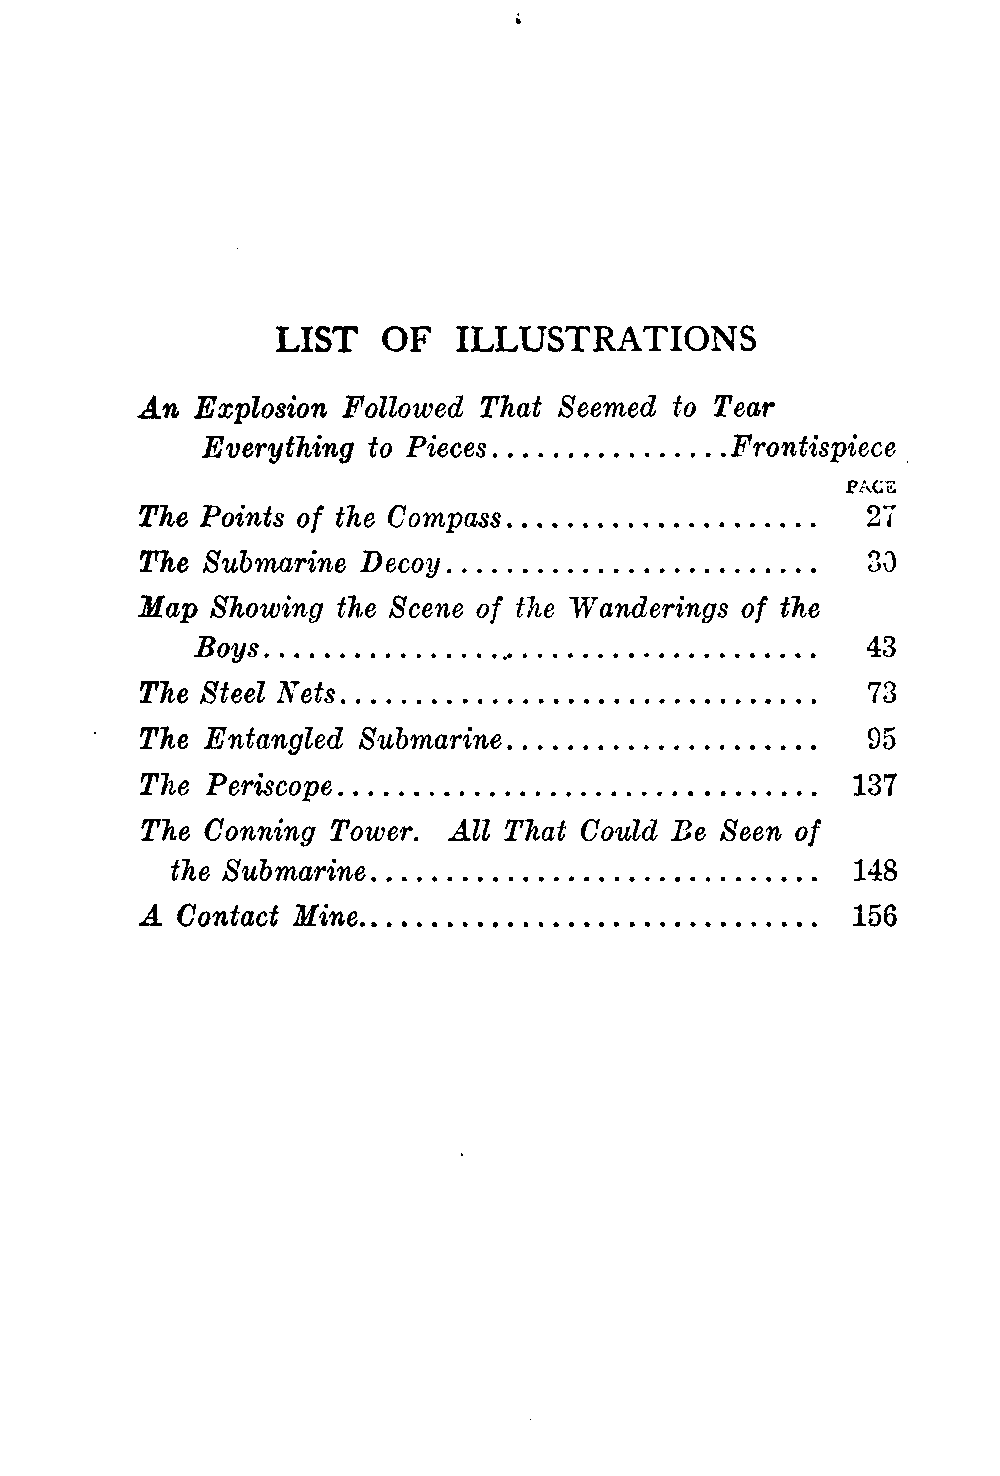 LIST OF ILLUSTRATIONS
An Explosion Followed That Seemed to Tear
Everything to Pieces................Frontispiece
PAGE
The Points of the Compass..................... 27
The Submarine Decoy......................... 30
Map Showing the Scene of the Wanderings of the
Boys..................................... 43
The Steel Nets................................ 73
The Entangled Submarine..................... 95
The Periscope................................ 137
The Conning Tower. All That Could Be Seen of
the Submarine.............................. 148
A Contact Mine............................... 156